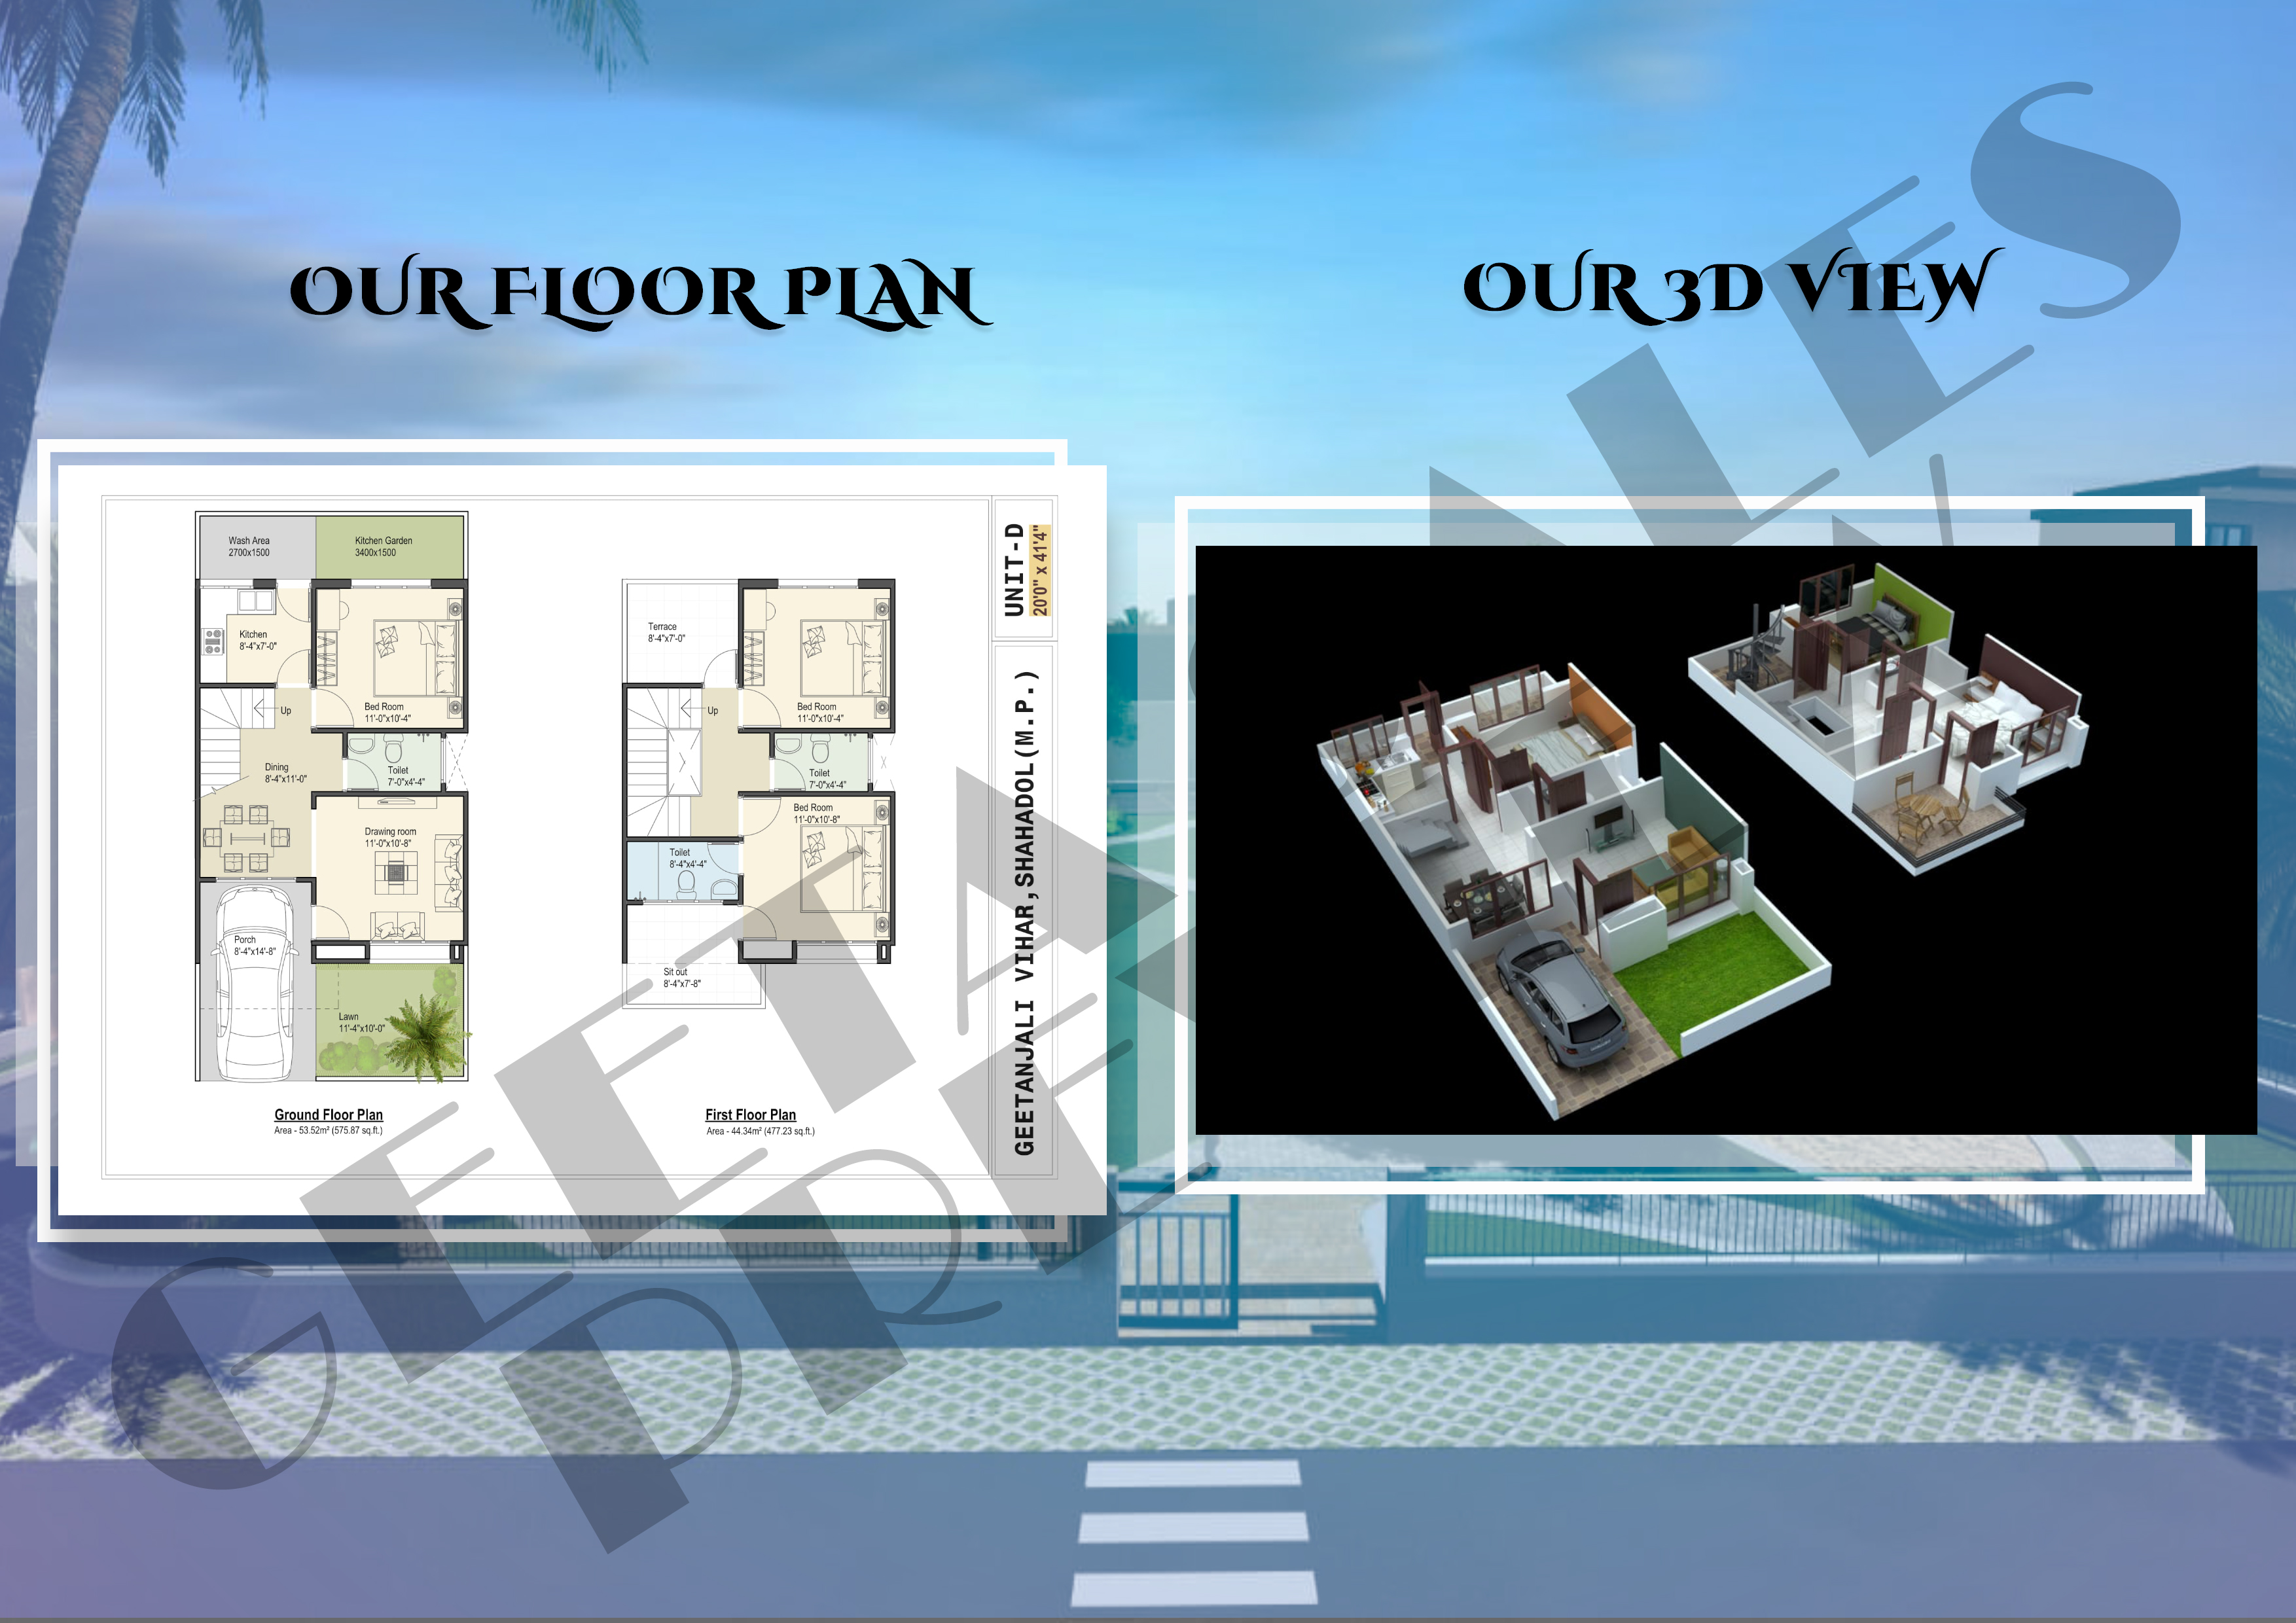 OUR FLOOR PLAN
OUR 3D VIEW
Wash Area
2700x1500
Kitchen Garden
3400x1500
Kitchen
8'-4"x7'-0"
Bed Room
11'-0"x10'-4"
Up
Dining
8'-4"x11'-0"
Toilet
7'-0"x4'-4"
Drawing room
11'-0"x10'-8"
Porch
8'-4"x14'-8"
Lawn
11'-4"x10'-0"
Ground Floor Plan
Area - 53.52m² (575.87 sq.ft.)
Terrace
8'-4"x7'-0"
Bed Room
11'-0"x10'-4"
Up
Toilet
7'-0"x4'-4"
Bed Room
11'-0"x10'-8"
Toilet
8'-4"x4'-4"
Sit out
8'-4"x7'-8"
First Floor Plan
Area - 44.34m² (477.23 sq.ft.)
UNIT-D
20'0" x 41'4"
GEETANJALI VIHAR,SHAHADOL(M.P.)